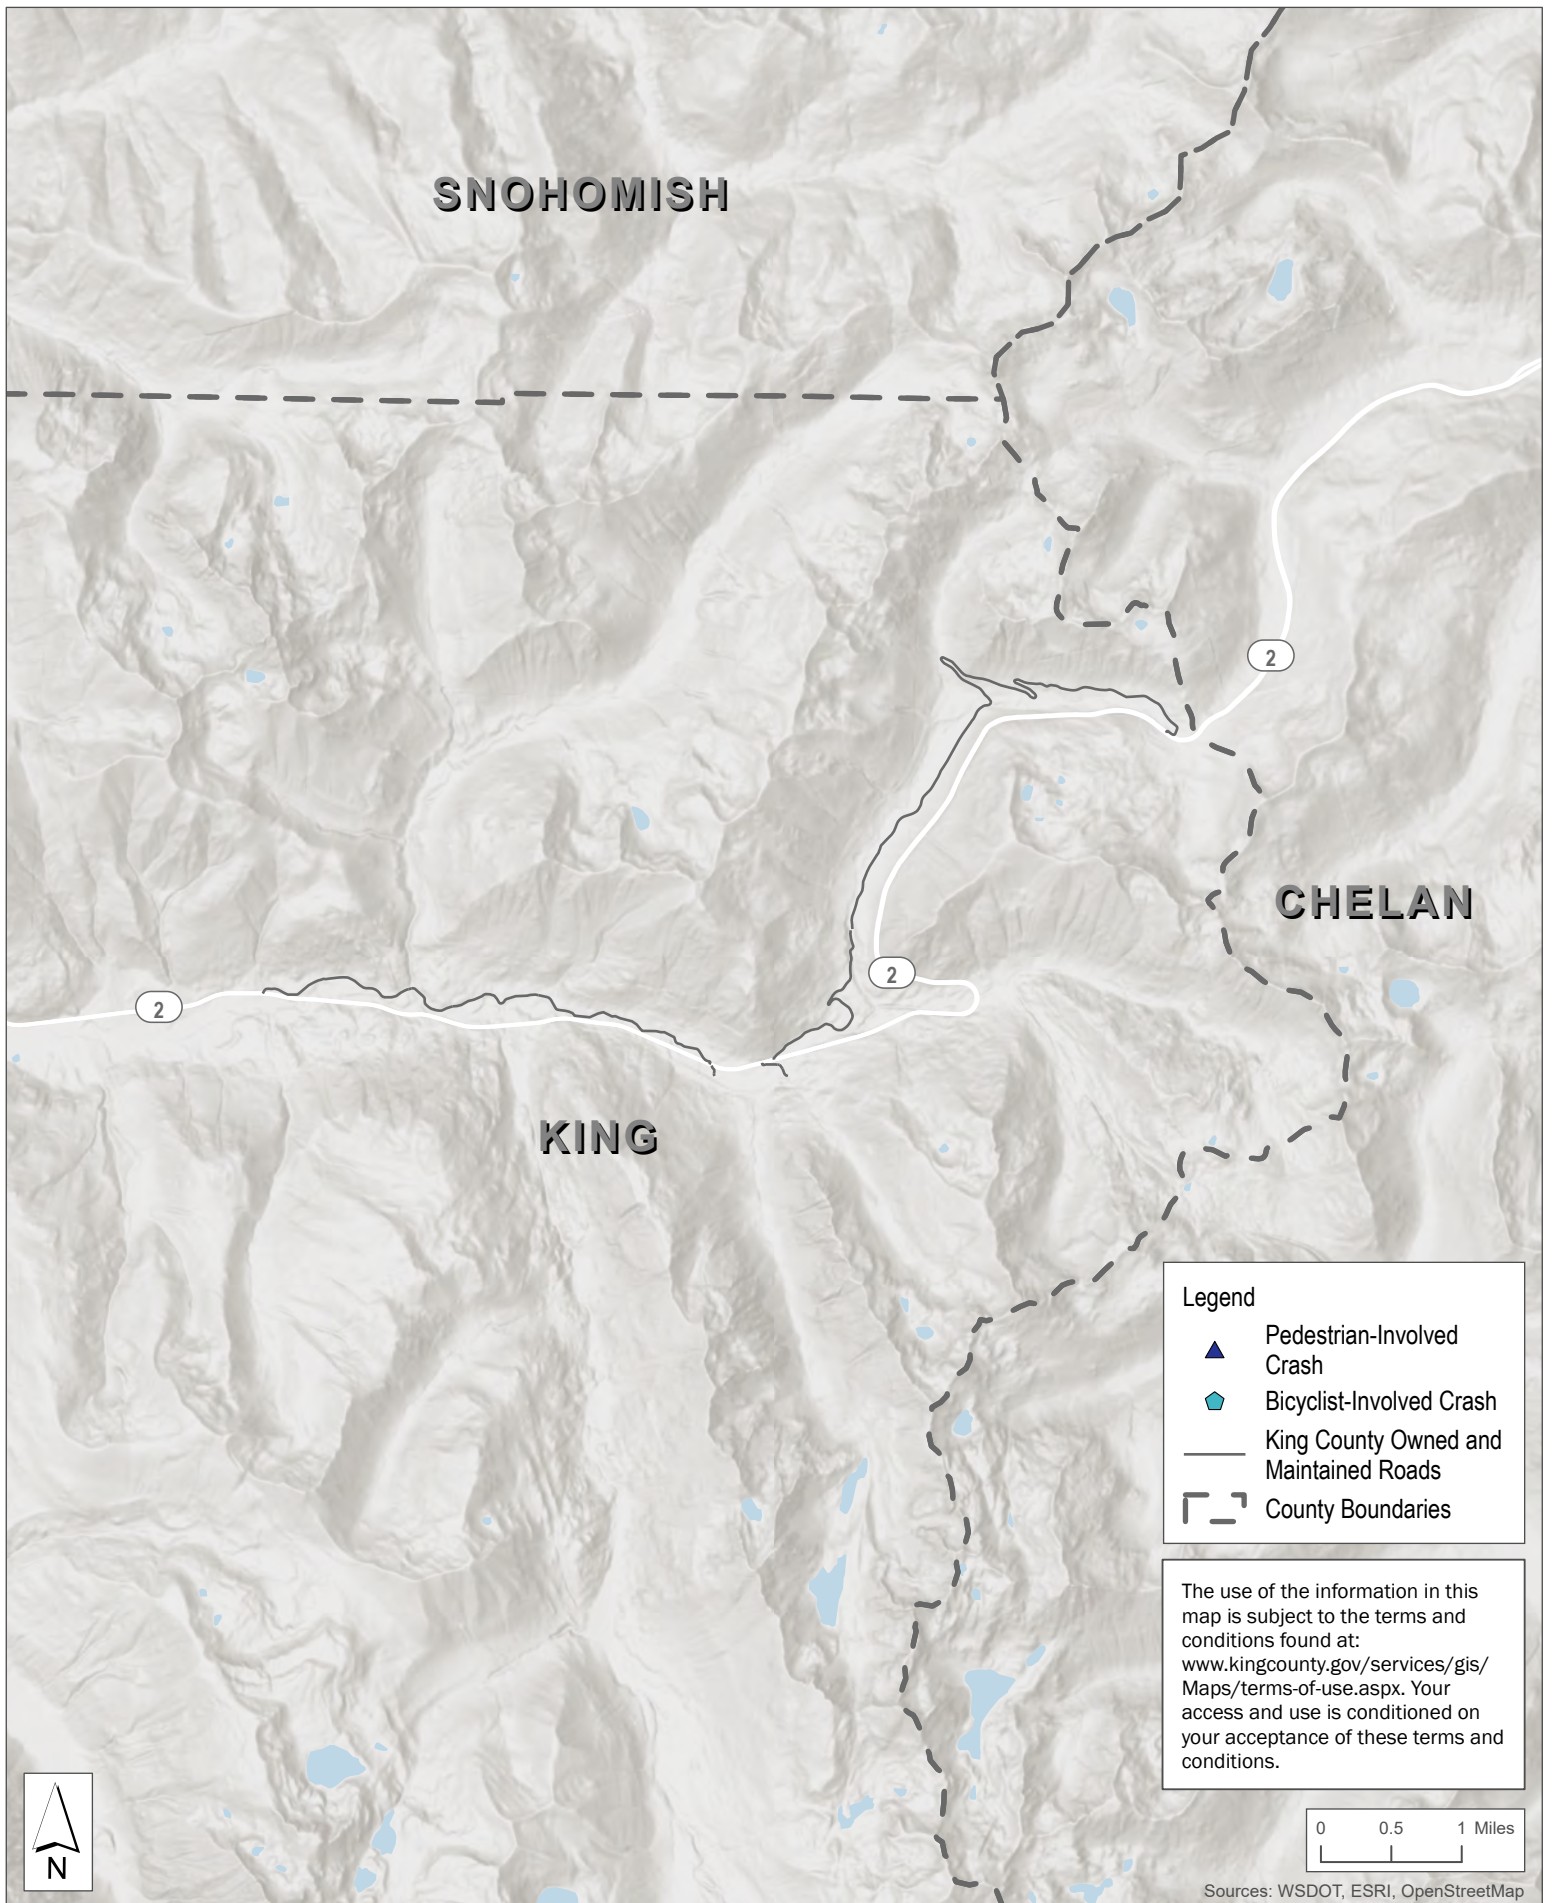 SNOHOMISH
2
CHELAN
2
2
KING
Legend
Pedestrian-Involved
Crash
Bicyclist-Involved Crash
King County Owned and
Maintained Roads
County Boundaries
The use of the information in this
map is subject to the terms and
conditions found at:
www.kingcounty.gov/services/gis/
Maps/terms-of-use.aspx. Your
access and use is conditioned on
your acceptance of these terms and
conditions.
N
0 0.5 1 Miles
Sources: WSDOT, ESRI, OpenStreetMap